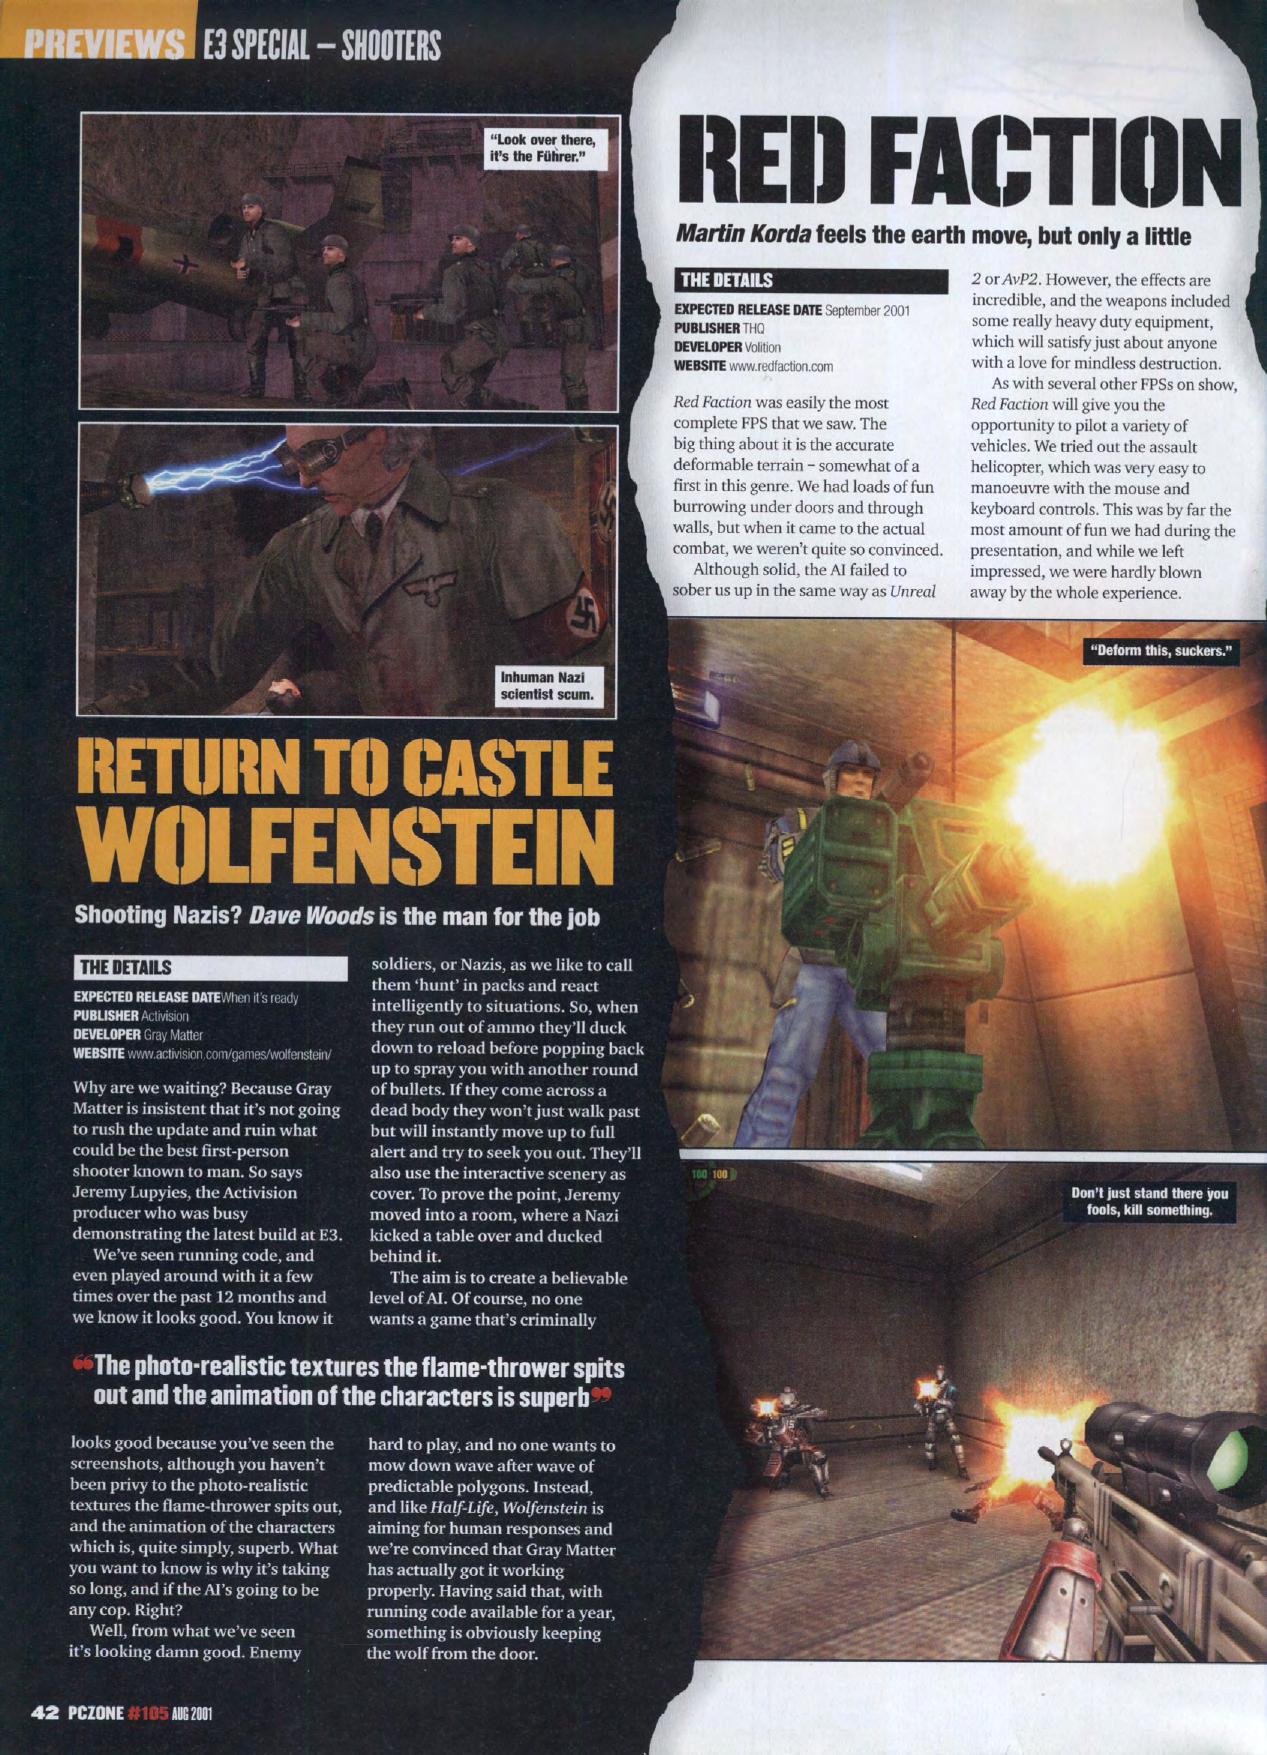 PREVIEWS E3 SPECIAL – SHOOTERS
"Look over there,
it's the Führer."
Inhuman Nazi
scientist scum.
RETURN TO CASTLE
WOLFENSTEIN
Shooting Nazis? Dave Woods is the man for the job
THE DETAILS
EXPECTED RELEASE DATE When it's ready
PUBLISHER Activision
DEVELOPER Gray Matter
WEBSITE www.activision.com/games/wolfenstein/
Why are we waiting? Because Gray
Matter is insistent that it's not going
to rush the update and ruin what
could be the best first-person
shooter known to man. So says
Jeremy Lupyies, the Activision
producer who was busy
demonstrating the latest build at E3.
We've seen running code, and
even played around with it a few
times over the past 12 months and
we know it looks good. You know it
looks good because you've seen the
screenshots, although you haven't
been privy to the photo-realistic
textures the flame-thrower spits out,
and the animation of the characters
which is, quite simply, superb. What
you want to know is why it's taking
so long, and if the AI's going to be
any cop. Right?
Well, from what we've seen
it's looking damn good. Enemy
soldiers, or Nazis, as we like to call
them 'hunt' in packs and react
intelligently to situations. So, when
they run out of ammo they'll duck
down to reload before popping back
up to spray you with another round
of bullets. If they come across a
dead body they won't just walk past
but will instantly move up to full
alert and try to seek you out. They'll
also use the interactive scenery as
cover. To prove the point, Jeremy
moved into a room, where a Nazi
kicked a table over and ducked
behind it.
The aim is to create a believable
level of AI. Of course, no one
wants a game that's criminally
hard to play, and no one wants to
mow down wave after wave of
predictable polygons. Instead,
and like Half-Life, Wolfenstein is
aiming for human responses and
we're convinced that Gray Matter
has actually got it working
properly. Having said that, with
running code available for a year,
something is obviously keeping
the wolf from the door.
“The photo-realistic textures the flame-thrower spits
out and the animation of the characters is superb”
RED FACTION
Martin Korda feels the earth move, but only a little
THE DETAILS
EXPECTED RELEASE DATE September 2001
PUBLISHER THQ
DEVELOPER Volition
WEBSITE www.redfaction.com
Red Faction was easily the most
complete FPS that we saw. The
big thing about it is the accurate
deformable terrain – somewhat of a
first in this genre. We had loads of fun
burrowing under doors and through
walls, but when it came to the actual
combat, we weren't quite so convinced.
Although solid, the AI failed to
sober us up in the same way as Unreal
2 or AvP2. However, the effects are
incredible, and the weapons included
some really heavy duty equipment,
which will satisfy just about anyone
with a love for mindless destruction.
As with several other FPSs on show,
Red Faction will give you the
opportunity to pilot a variety of
vehicles. We tried out the assault
helicopter, which was very easy to
manoeuvre with the mouse and
keyboard controls. This was by far the
most amount of fun we had during the
presentation, and while we left
impressed, we were hardly blown
away by the whole experience.
"Deform this, suckers."
100 100
Don't just stand there you
fools, kill something.
42 PCZONE #105 AUG 2001